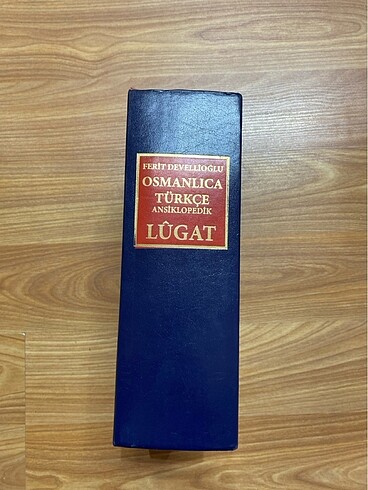 FERİT DEVELLİOĞLU
OSMANLICA
TÜRKÇE
ANSİKLOPEDİK
LÛGAT